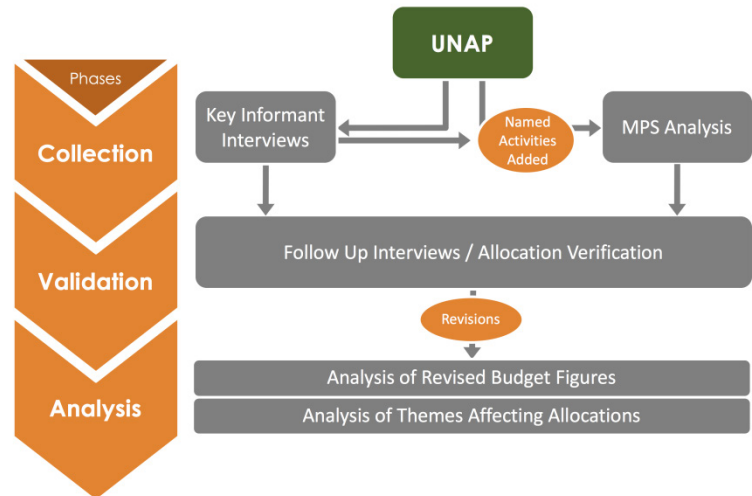 UNAP
Phases
Key Informant
Interviews
Named
Activities
Added
MPS Analysis
Collection
Follow Up Interviews / Allocation Verification
Validation
Revisions
Analysis of Revised Budget Figures
Analysis
Analysis of Themes Affecting Allocations